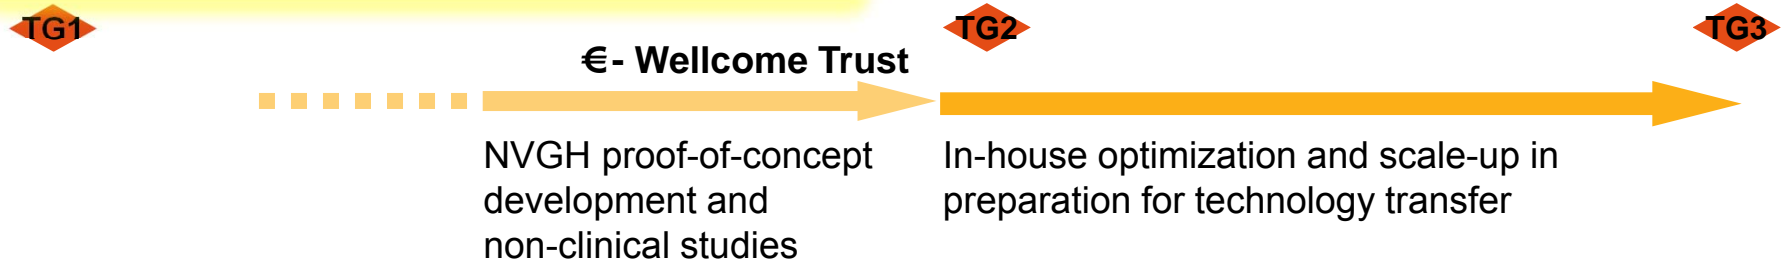 TG1
TG2
TG3
€- Wellcome Trust
NVGH proof-of-concept
development and
non-clinical studies
In-house optimization and scale-up in
preparation for technology transfer